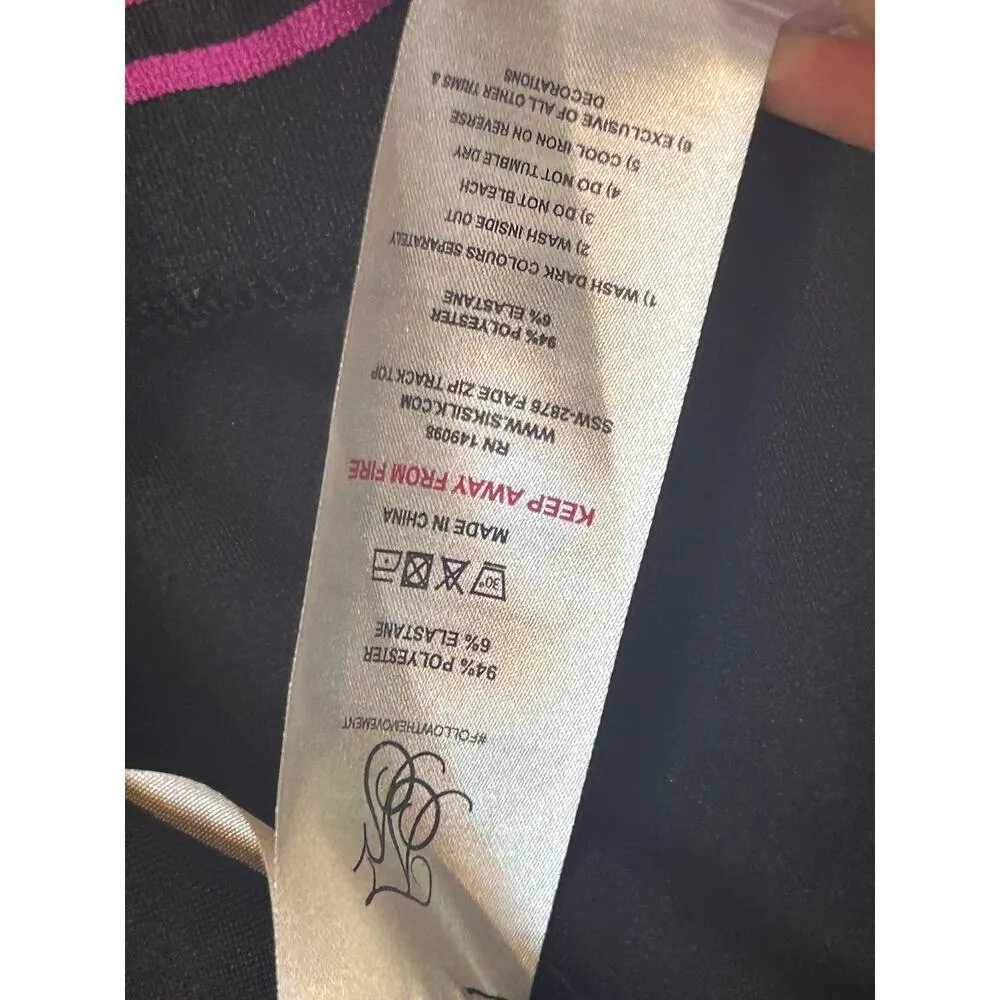 #FOLLOWTHEMOVEMENT
94% POLYESTER
6% ELASTANE
30°
MADE IN CHINA
KEEP AWAY FROM FIRE
RN 149098
WWW.SIKSILK.COM
SSW-2876 FADE ZIP TRACK TOP
94% POLYESTER
6% ELASTANE
1) WASH DARK COLOURS SEPARATELY
2) WASH INSIDE OUT
3) DO NOT BLEACH
4) DO NOT TUMBLE DRY
5) COOL IRON ON REVERSE
6) EXCLUSIVE OF ALL OTHER TRIMS &
DECORATIONS